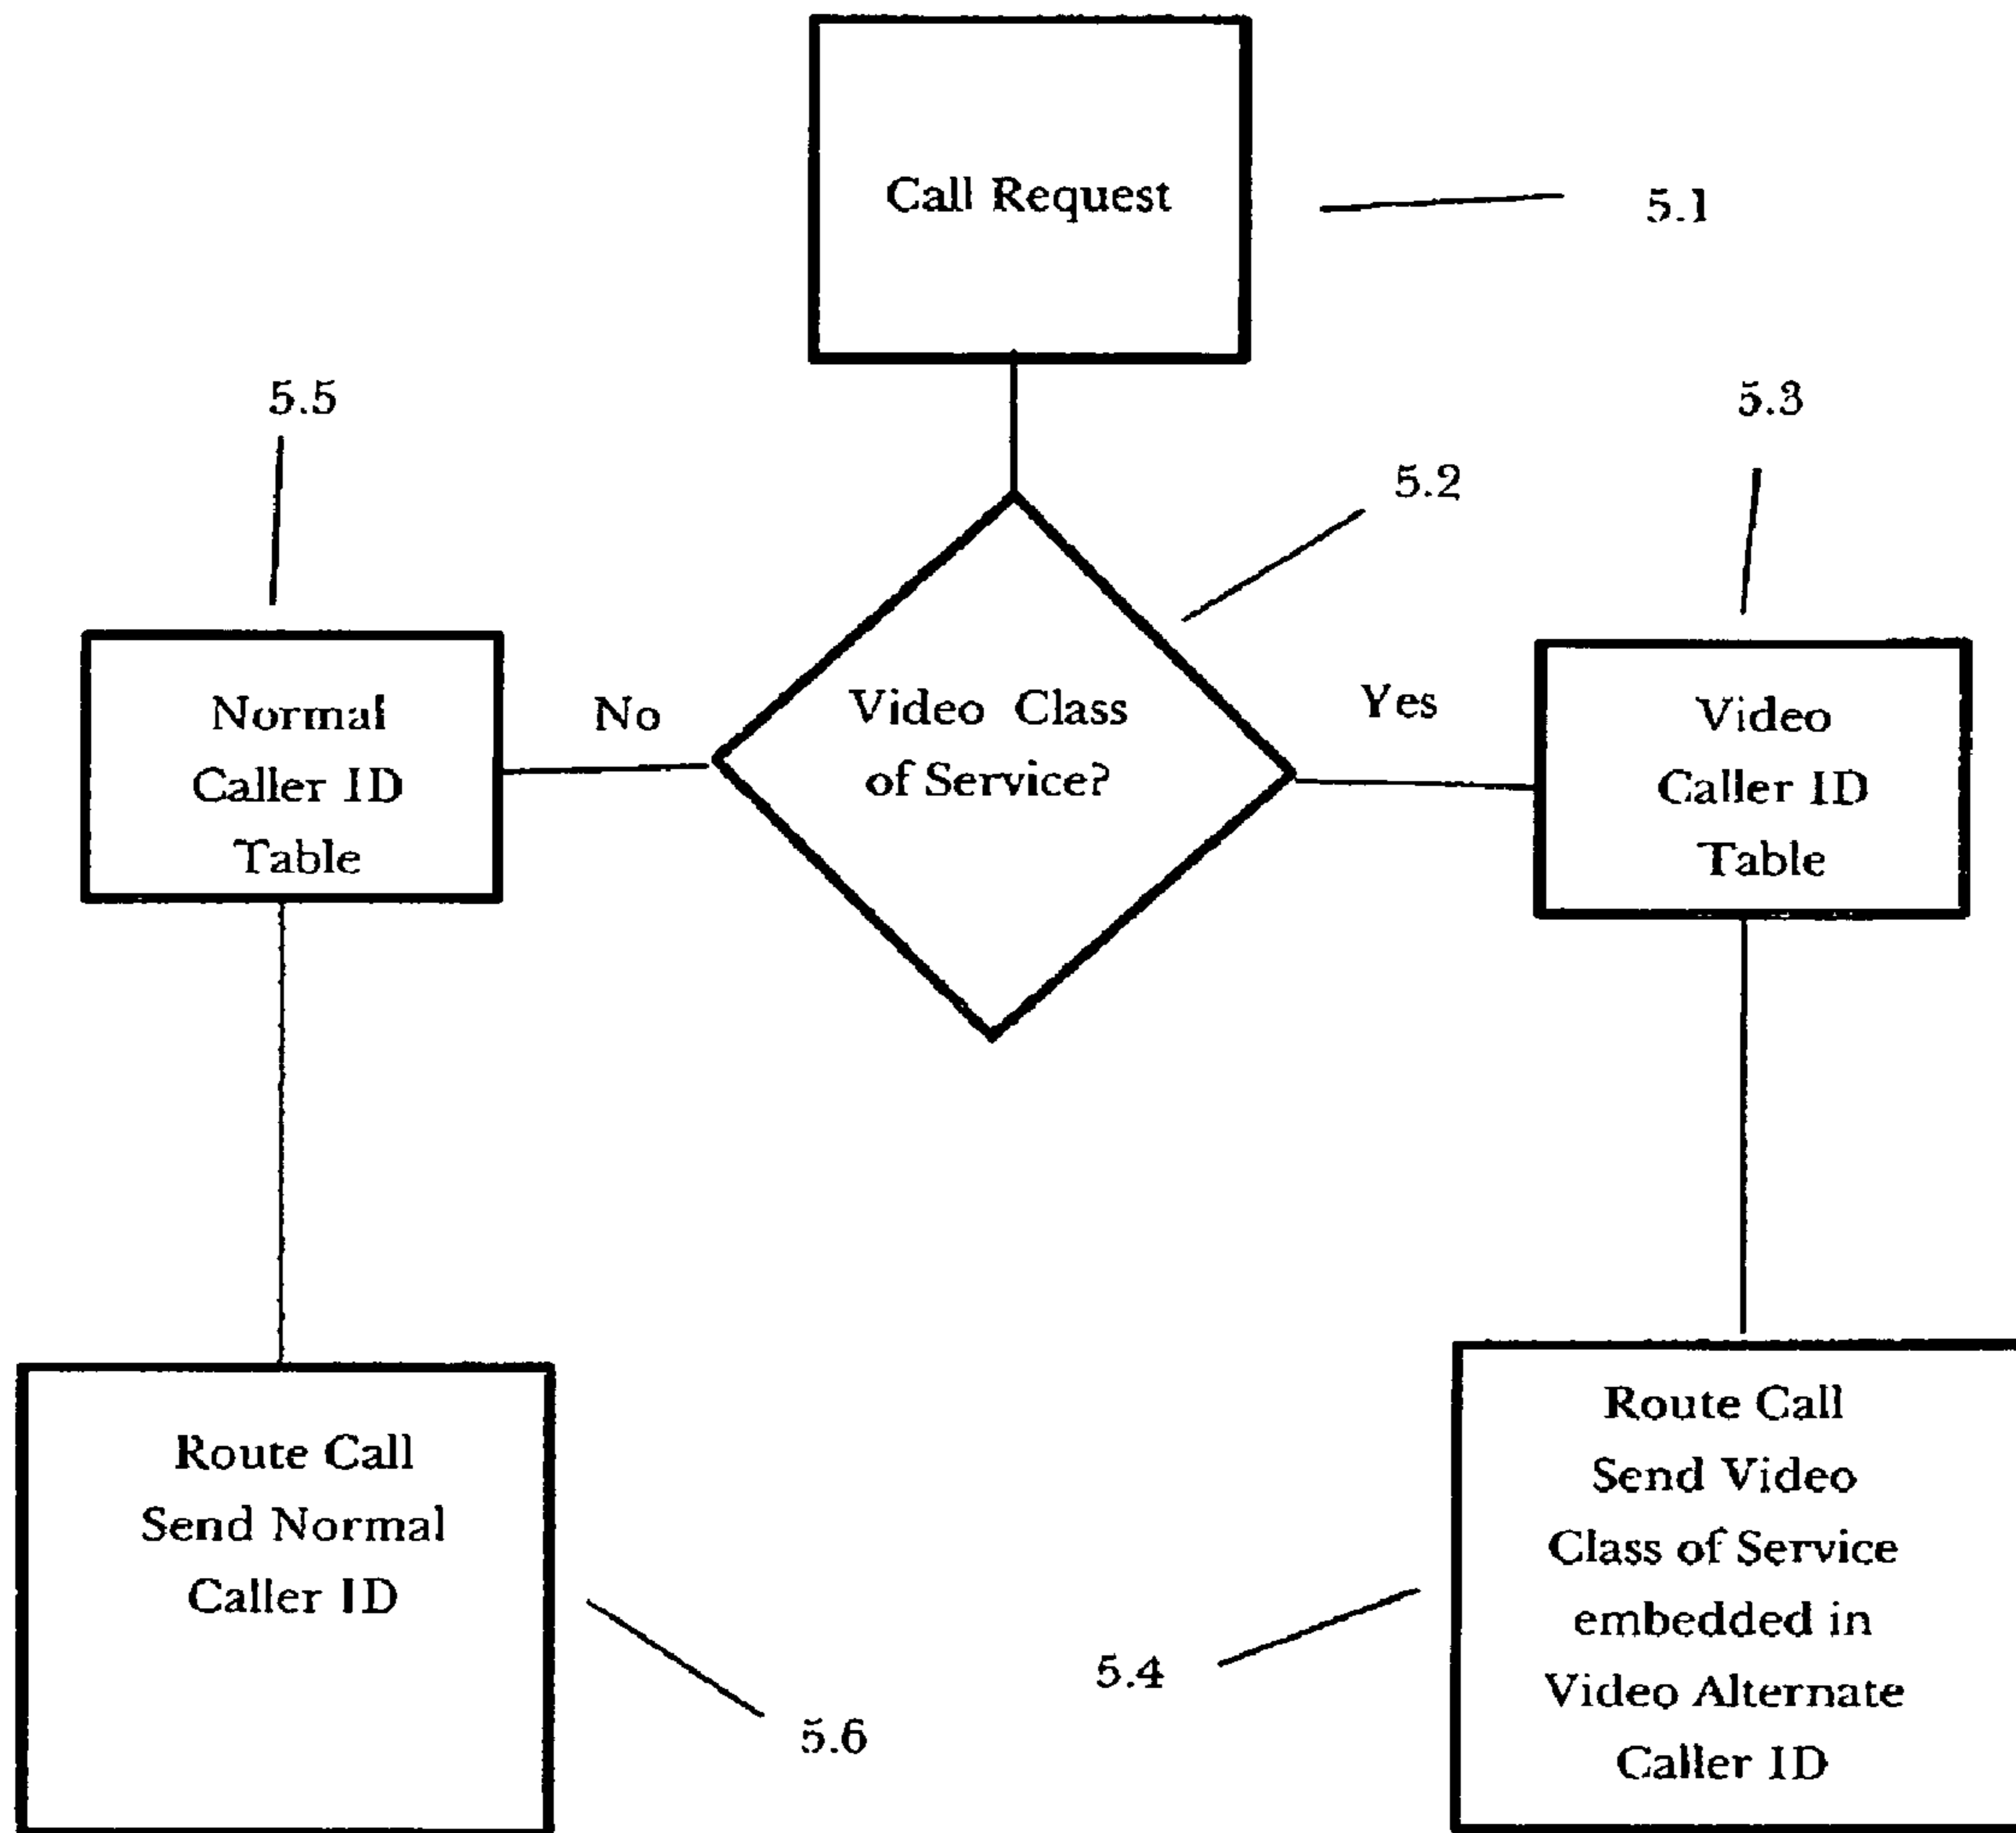 Call Request
5.1
5.5
5.3
5.2
Normal
Caller ID
Table
No
Video Class
of Service?
Yes
Video
Caller ID
Table
Route Call
Send Normal
Caller ID
5.6
5.4
Route Call
Send Video
Class of Service
embedded in
Video Alternate
Caller ID